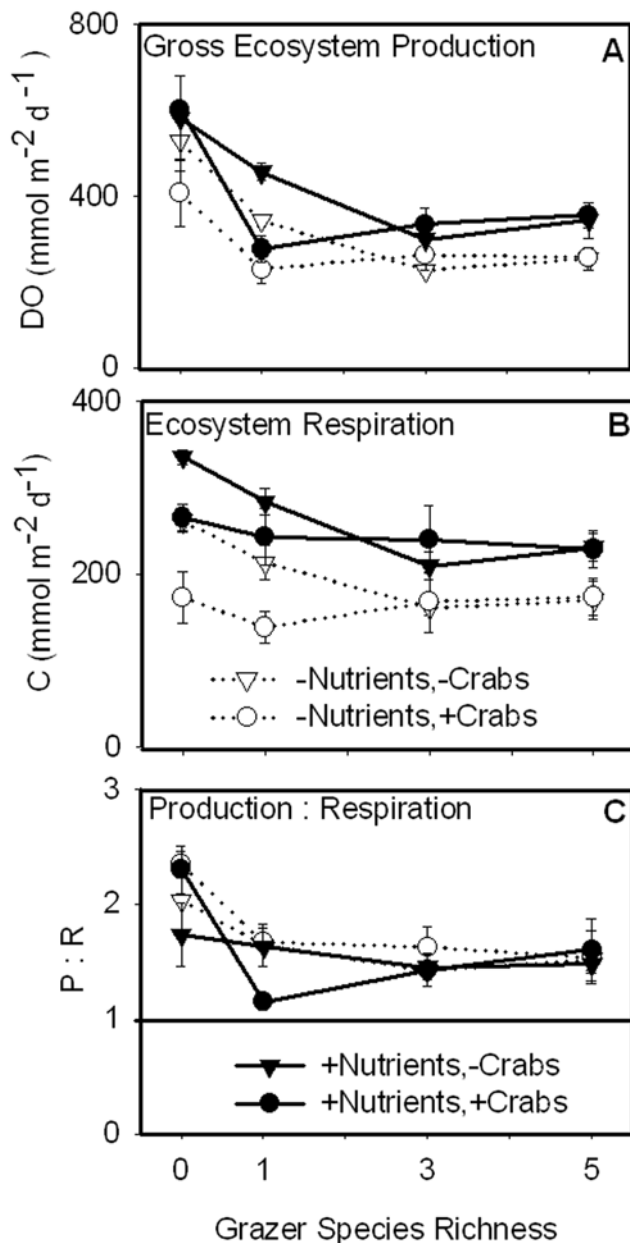 800
Gross Ecosystem Production A
400
0
DO (mmol m⁻² d⁻¹)
400
Ecosystem Respiration B
200
0
C (mmol m⁻² d⁻¹)
-Nutrients,-Crabs
-Nutrients,+Crabs
3
Production : Respiration C
2
1
0
P : R
+Nutrients,-Crabs
+Nutrients,+Crabs
0 1 3 5
Grazer Species Richness